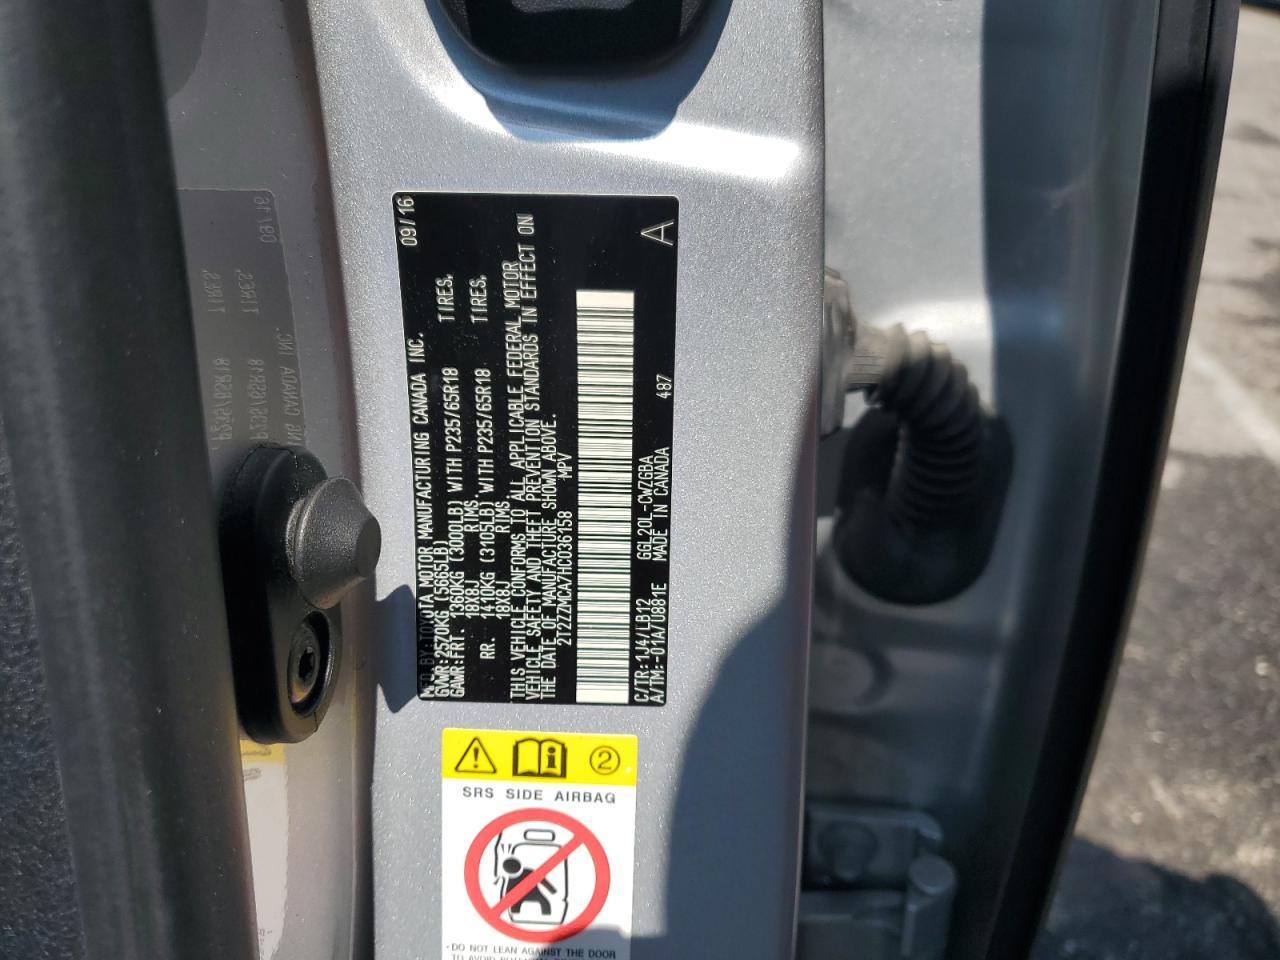 MFD BY:TOYOTA MOTOR MANUFACTURING CANADA INC. 09/16
GVWR:2570KG (5665LB)
GAWR:FRT. 1360KG (3000LB) WITH P235/65R18 TIRES,
18X8J RIMS,
RR. 1410KG (3105LB) WITH P235/65R18 TIRES,
18X8J RIMS,
THIS VEHICLE CONFORMS TO ALL APPLICABLE FEDERAL MOTOR
VEHICLE SAFETY AND THEFT PREVENTION STANDARDS IN EFFECT ON
THE DATE OF MANUFACTURE SHOWN ABOVE.
2T2ZZMCA7HC036158 MPV
C/TR:1J4/LB12 GGL20L-CWZGBA 487
A/TM:-01A/U881E MADE IN CANADA A
2
SRS SIDE AIRBAG
- DO NOT LEAN AGAINST THE DOOR